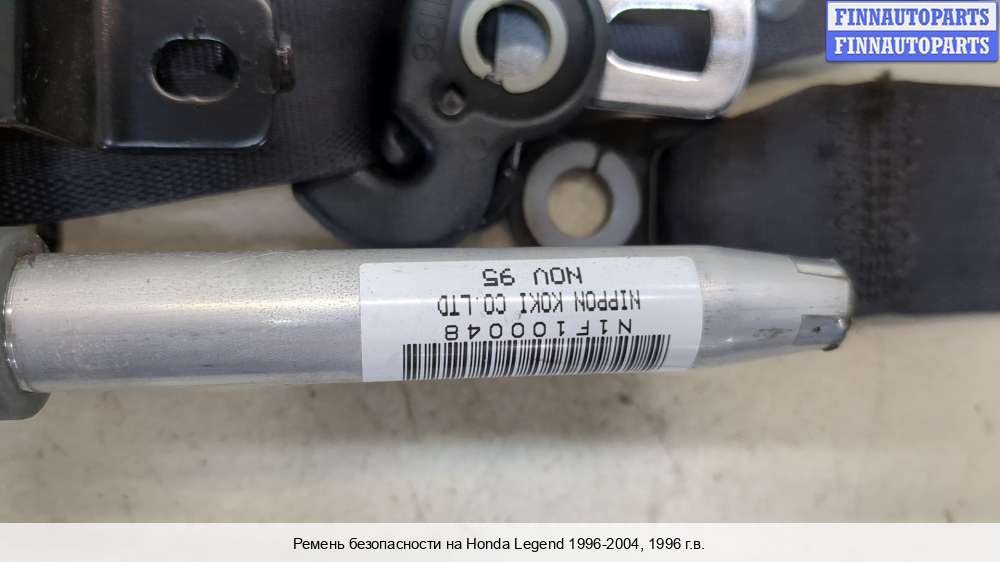 FINNAUTOPARTS
FINNAUTOPARTS
NOV 95
NIPPON KOKI CO.LTD
N1F100048
Ремень безопасности на Honda Legend 1996-2004, 1996 г.в.